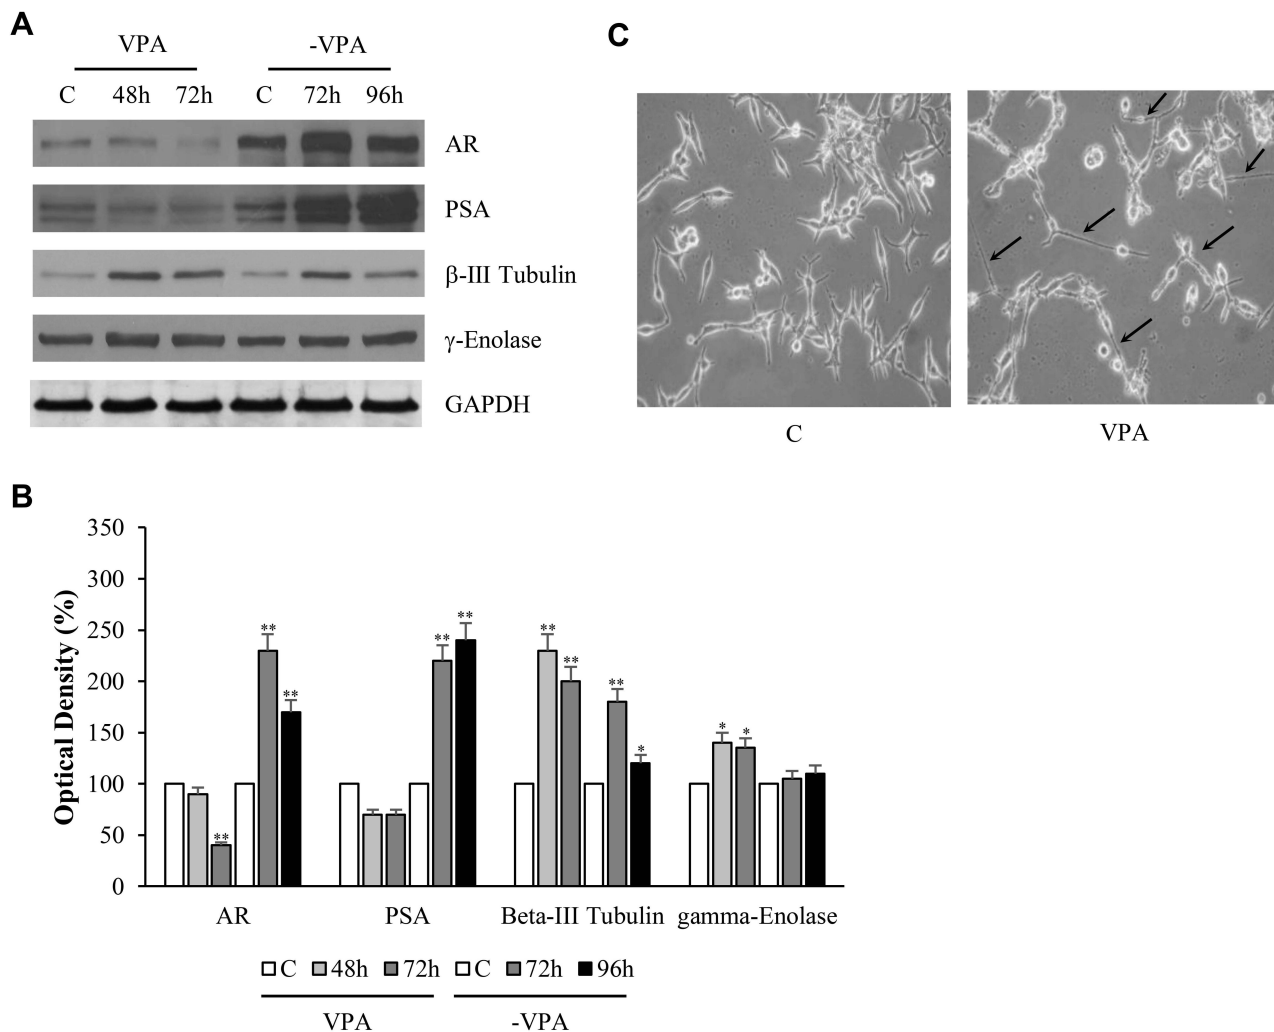 A
VPA
-VPA
C 48h 72h C 72h 96h
AR
PSA
β-III Tubulin
γ-Enolase
GAPDH
C
C
VPA
B
Optical Density (%)
350
300
250
200
150
100
50
0
** ** **
** **
** ** ** *
* *
AR PSA Beta-III Tubulin gamma-Enolase
C 48h 72h C 72h 96h
VPA -VPA